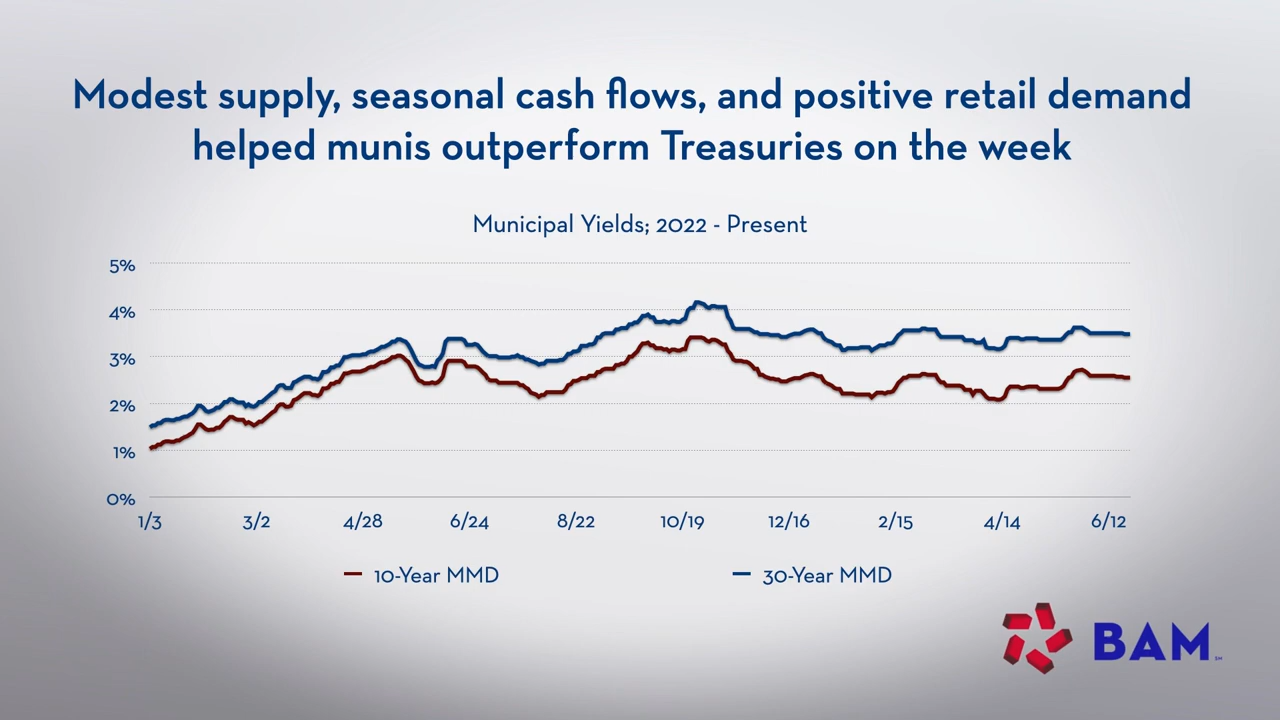 Modest supply, seasonal cash flows, and positive retail demand
helped munis outperform Treasuries on the week
Municipal Yields; 2022 - Present
5%
4%
3%
2%
1%
0%
1/3 3/2 4/28 6/24 8/22 10/19 12/16 2/15 4/14 6/12
10-Year MMD 30-Year MMD
BAM SM